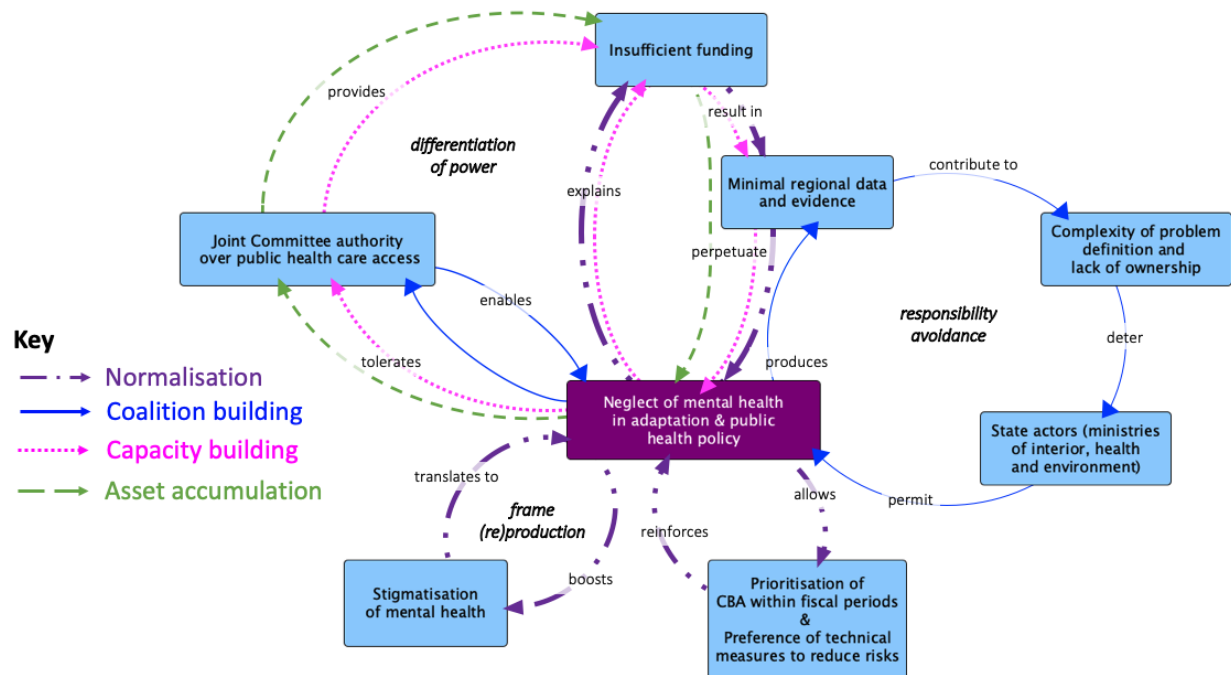 Insufficient funding
provides
result in
differentiation
of power
Minimal regional data
and evidence
contribute to
explains
Joint Committee authority
over public health care access
Complexity of problem
definition and
lack of ownership
perpetuate
enables
responsibility
avoidance
Key
Normalisation
Coalition building
Capacity building
Asset accumulation
tolerates
produces
deter
Neglect of mental health
in adaptation & public
health policy
State actors (ministries
of interior, health
and environment)
translates to
allows
permit
frame
(re)production
reinforces
boosts
Stigmatisation
of mental health
Prioritisation of
CBA within fiscal periods
&
Preference of technical
measures to reduce risks